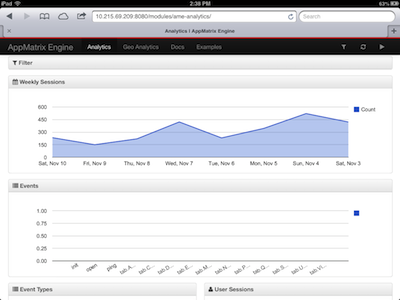 iPod 2:38 PM 63%
10.215.69.209:8080/modules/ame-analytics/ Search
Analytics | AppMatrix Engine
AppMatrix Engine Analytics Geo Analytics Docs Examples
Filter
Weekly Sessions
600
450
300
150
0
Count
Sat, Nov 10 Fri, Nov 9 Thu, Nov 8 Wed, Nov 7 Tue, Nov 6 Mon, Nov 5 Sun, Nov 4 Sat, Nov 3
Events
1.00
0.75
0.50
0.25
0.00
init open ping tab.A... tab.C... tab.D... tab.E... tab.M... tab.N... tab.P... tab.Q... tab.S... tab.U... tab.Vi...
Event Types User Sessions